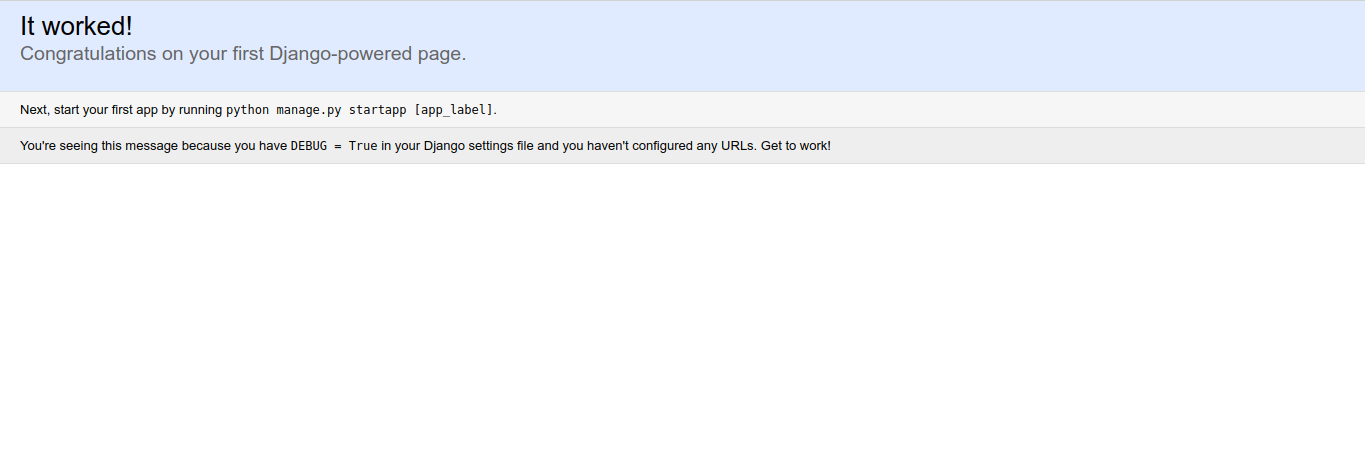 It worked!
Congratulations on your first Django-powered page.
Next, start your first app by running python manage.py startapp [app_label].
You're seeing this message because you have DEBUG = True in your Django settings file and you haven't configured any URLs. Get to work!